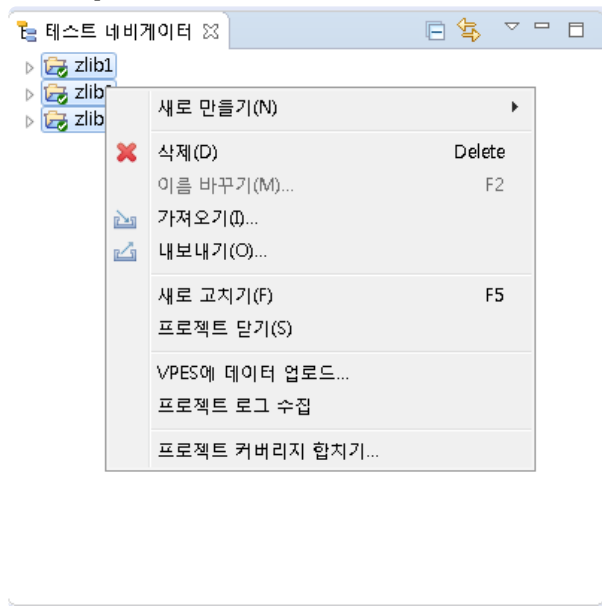 테스트 네비게이터
zlib1
zlib
zlib
새로 만들기(N)
삭제(D) Delete
이름 바꾸기(M)... F2
가져오기(I)...
내보내기(O)...
새로 고치기(F) F5
프로젝트 닫기(S)
VPES에 데이터 업로드...
프로젝트 로그 수집
프로젝트 커버리지 합치기...